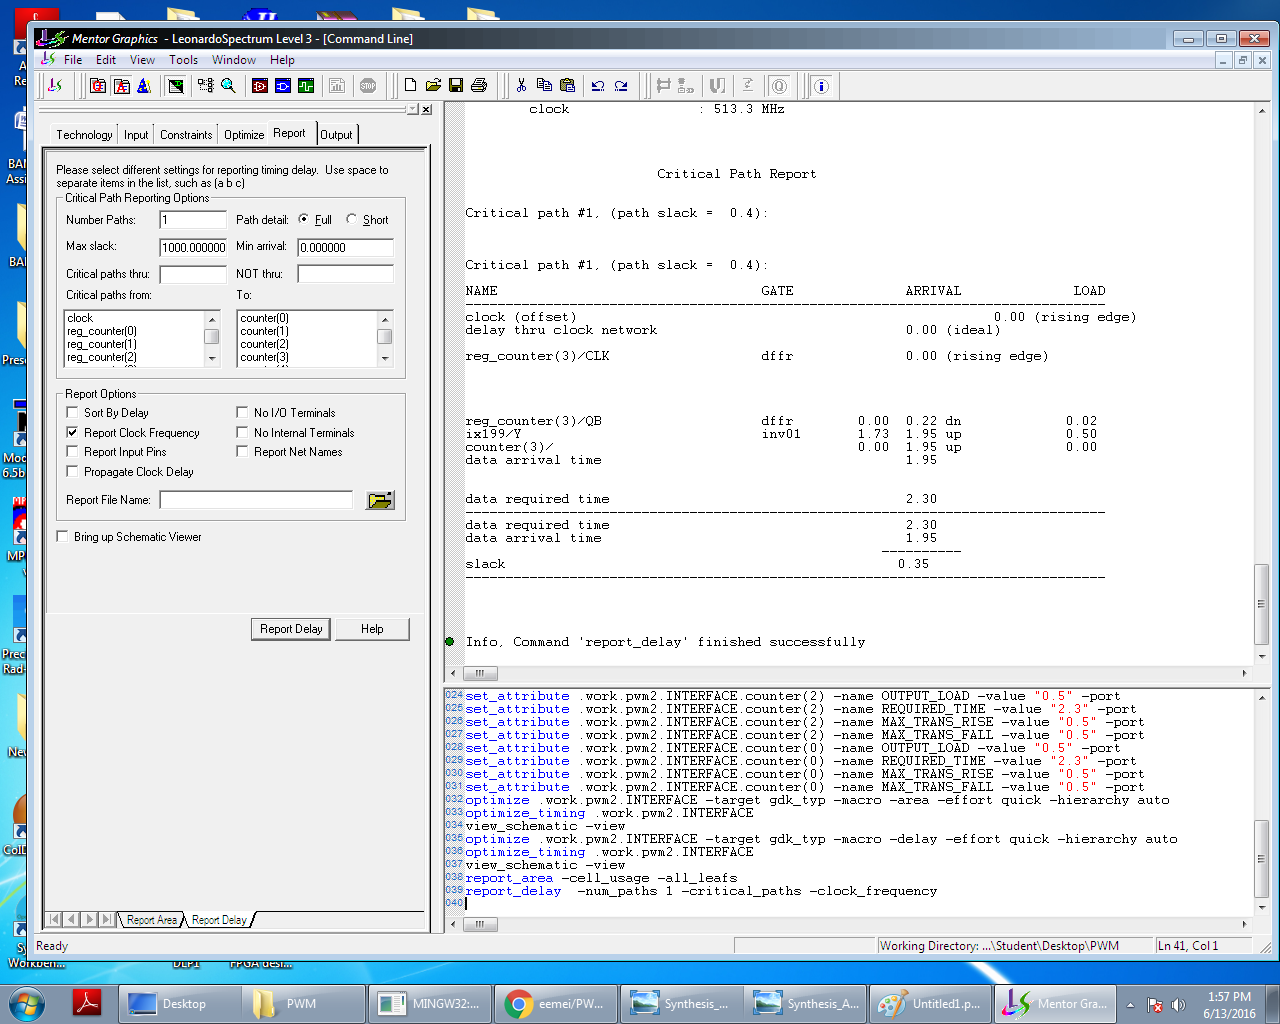 Mentor Graphics - LeonardoSpectrum Level 3 - [Command Line]
File Edit View Tools Window Help
Technology Input Constraints Optimize Report Output
Please select different settings for reporting timing delay. Use space to
separate items in the list, such as (a b c)
Critical Path Reporting Options
Number Paths: 1 Path detail: Full Short
Max slack: 1000.000000 Min arrival: 0.000000
Critical paths thru: NOT thru:
Critical paths from: To:
clock counter(0)
reg_counter(0) counter(1)
reg_counter(1) counter(2)
reg_counter(2) counter(3)
Report Options
Sort By Delay No I/O Terminals
Report Clock Frequency No Internal Terminals
Report Input Pins Report Net Names
Propagate Clock Delay
Report File Name:
Bring up Schematic Viewer
Report Delay Help
Report Area Report Delay
clock : 513.3 MHz
Critical Path Report
Critical path #1, (path slack = 0.4):
Critical path #1, (path slack = 0.4):
NAME GATE ARRIVAL LOAD
clock (offset) 0.00 (rising edge)
delay thru clock network 0.00 (ideal)
reg_counter(3)/CLK dffr 0.00 (rising edge)
reg_counter(3)/QB dffr 0.00 0.22 dn 0.02
ix199/Y inv01 1.73 1.95 up 0.50
counter(3)/ 0.00 1.95 up 0.00
data arrival time 1.95
data required time 2.30
data required time 2.30
data arrival time 1.95
----------
slack 0.35
Info, Command 'report_delay' finished successfully
024 set_attribute .work.pwm2.INTERFACE.counter(2) -name OUTPUT_LOAD -value "0.5" -port
025 set_attribute .work.pwm2.INTERFACE.counter(2) -name REQUIRED_TIME -value "2.3" -port
026 set_attribute .work.pwm2.INTERFACE.counter(2) -name MAX_TRANS_RISE -value "0.5" -port
027 set_attribute .work.pwm2.INTERFACE.counter(2) -name MAX_TRANS_FALL -value "0.5" -port
028 set_attribute .work.pwm2.INTERFACE.counter(0) -name OUTPUT_LOAD -value "0.5" -port
029 set_attribute .work.pwm2.INTERFACE.counter(0) -name REQUIRED_TIME -value "2.3" -port
030 set_attribute .work.pwm2.INTERFACE.counter(0) -name MAX_TRANS_RISE -value "0.5" -port
031 set_attribute .work.pwm2.INTERFACE.counter(0) -name MAX_TRANS_FALL -value "0.5" -port
032 optimize .work.pwm2.INTERFACE -target gdk_typ -macro -area -effort quick -hierarchy auto
033 optimize_timing .work.pwm2.INTERFACE
034 view_schematic -view
035 optimize .work.pwm2.INTERFACE -target gdk_typ -macro -delay -effort quick -hierarchy auto
036 optimize_timing .work.pwm2.INTERFACE
037 view_schematic -view
038 report_area -cell_usage -all_leafs
039 report_delay -num_paths 1 -critical_paths -clock_frequency
040
Ready Working Directory: ...\Student\Desktop\PWM Ln 41, Col 1
Workben... DLP1 FPGA desi...
Desktop PWM MINGW32:... eemei/PW... Synthesis_... Synthesis_A... Untitled1.p... Mentor Gra...
1:57 PM
6/13/2016